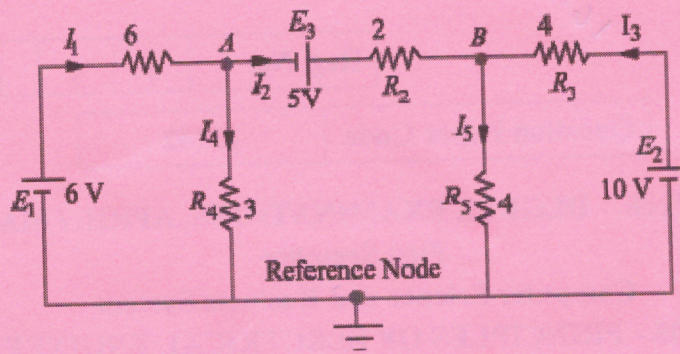 I₁ 6 A I₂ E₃ 5V 2 R₂ B 4 R₃ I₃
I₄ I₅
E₁ 6 V R₄ 3 R₅ 4 E₂ 10 V
Reference Node